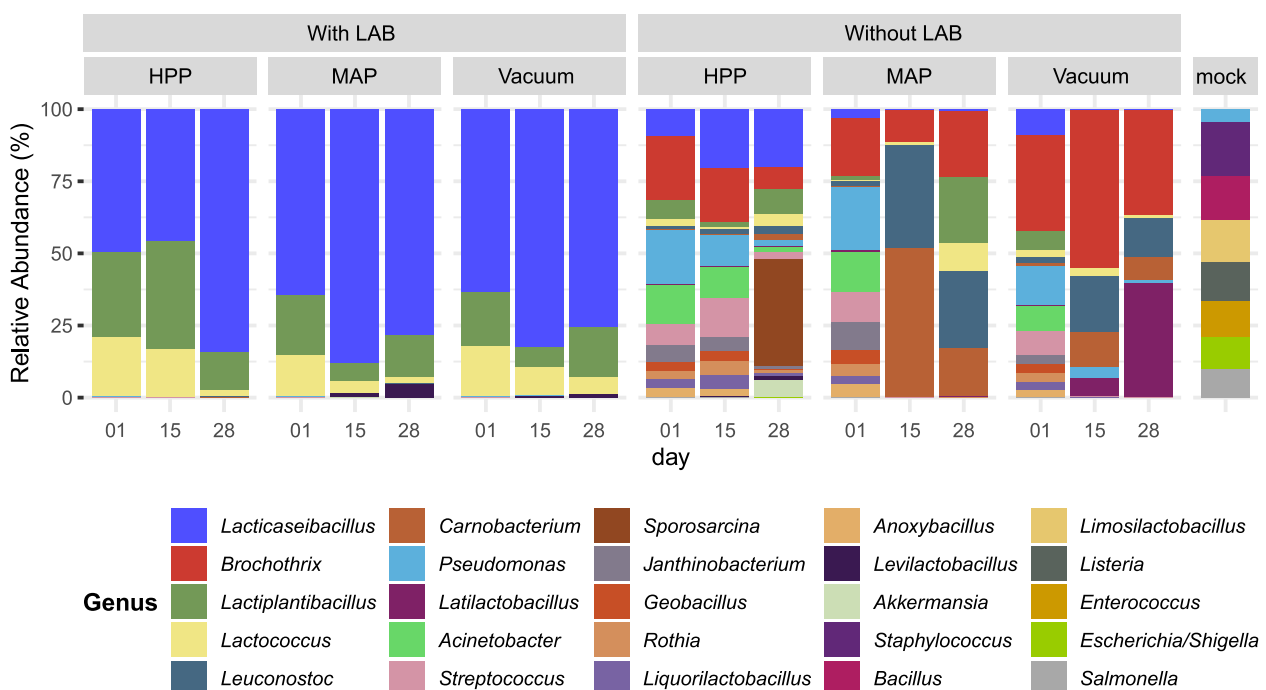 With LAB Without LAB
HPP MAP Vacuum HPP MAP Vacuum mock
Relative Abundance (%)
100
75
50
25
0
01 15 28 01 15 28 01 15 28 01 15 28 01 15 28 01 15 28
day
Genus
Lacticaseibacillus Carnobacterium Sporosarcina Anoxybacillus Limosilactobacillus
Brochothrix Pseudomonas Janthinobacterium Levilactobacillus Listeria
Lactiplantibacillus Latilactobacillus Geobacillus Akkermansia Enterococcus
Lactococcus Acinetobacter Rothia Staphylococcus Escherichia/Shigella
Leuconostoc Streptococcus Liquorilactobacillus Bacillus Salmonella